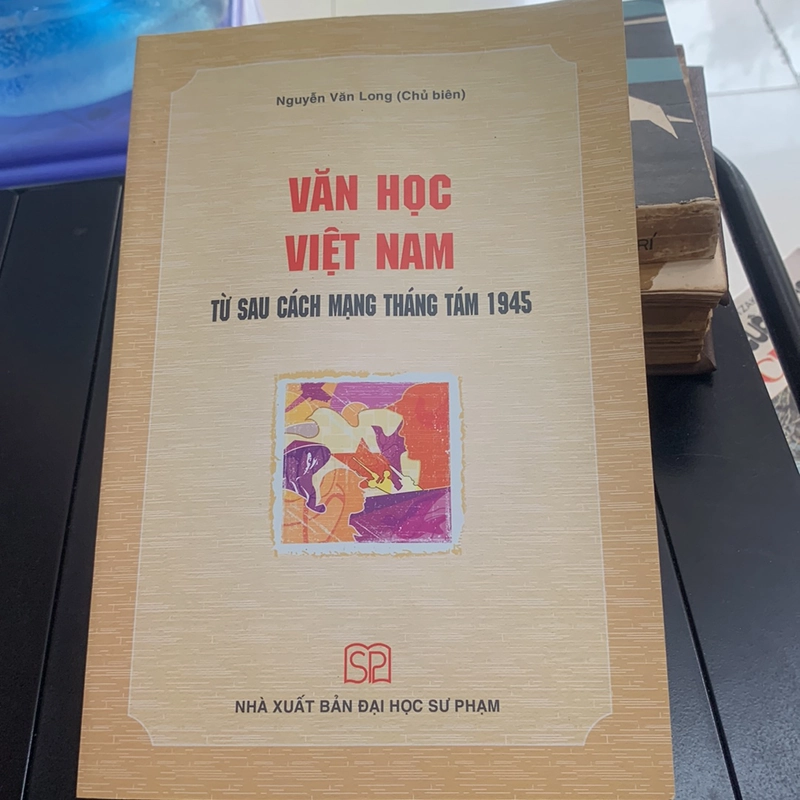 Nguyễn Văn Long (Chủ biên)
VĂN HỌC
VIỆT NAM
TỪ SAU CÁCH MẠNG THÁNG TÁM 1945
SP
NHÀ XUẤT BẢN ĐẠI HỌC SƯ PHẠM
RÍ